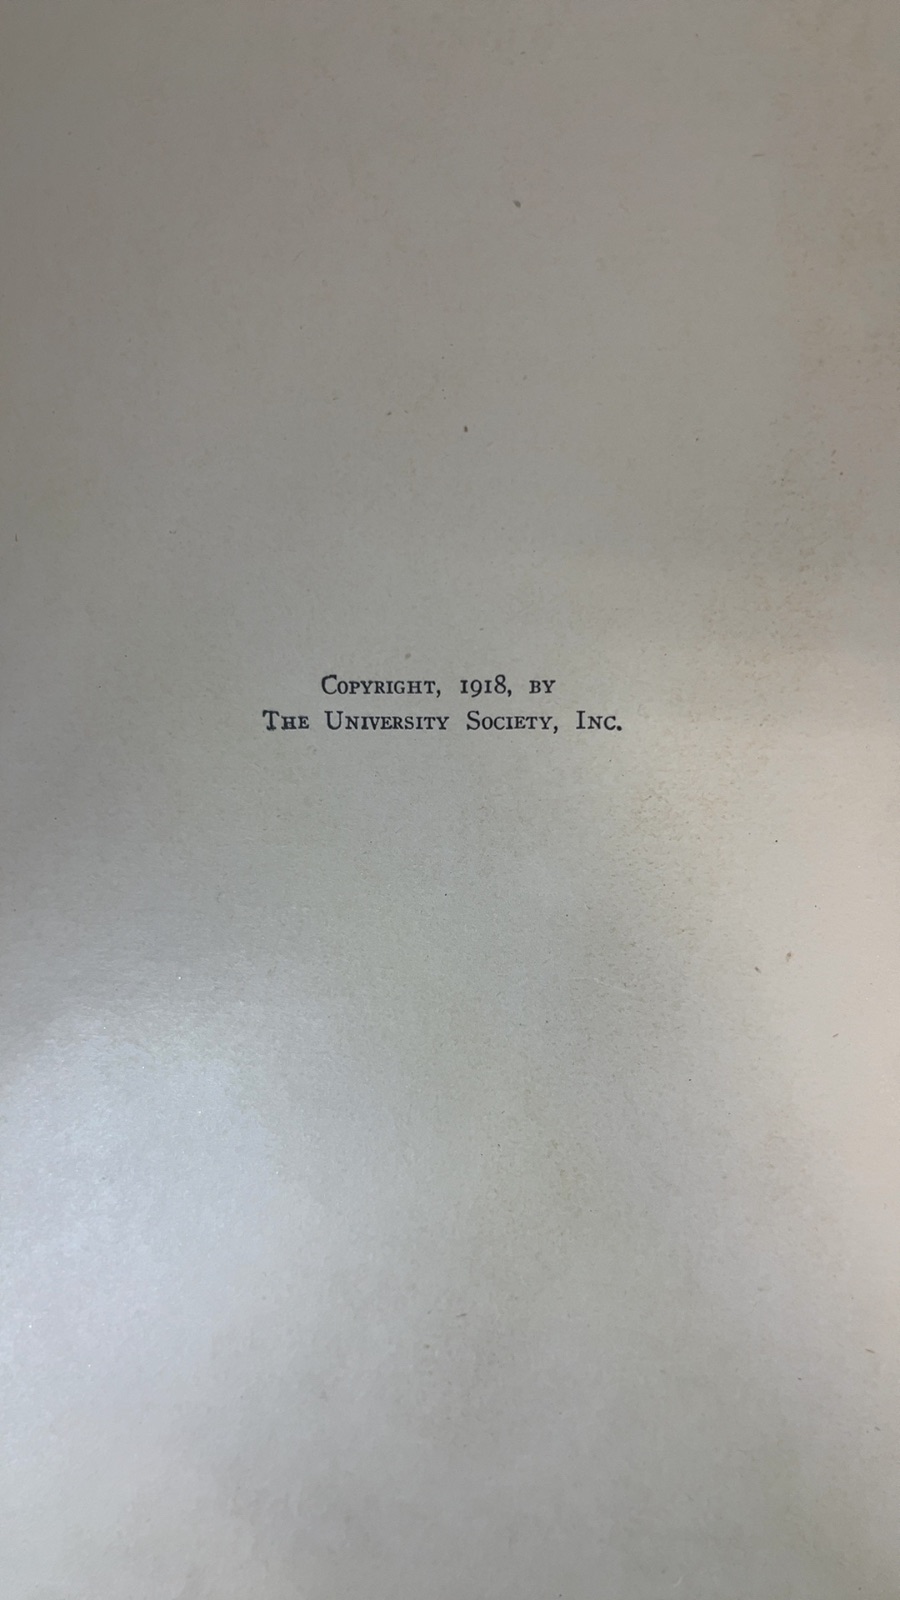 Copyright, 1918, by
The University Society, Inc.